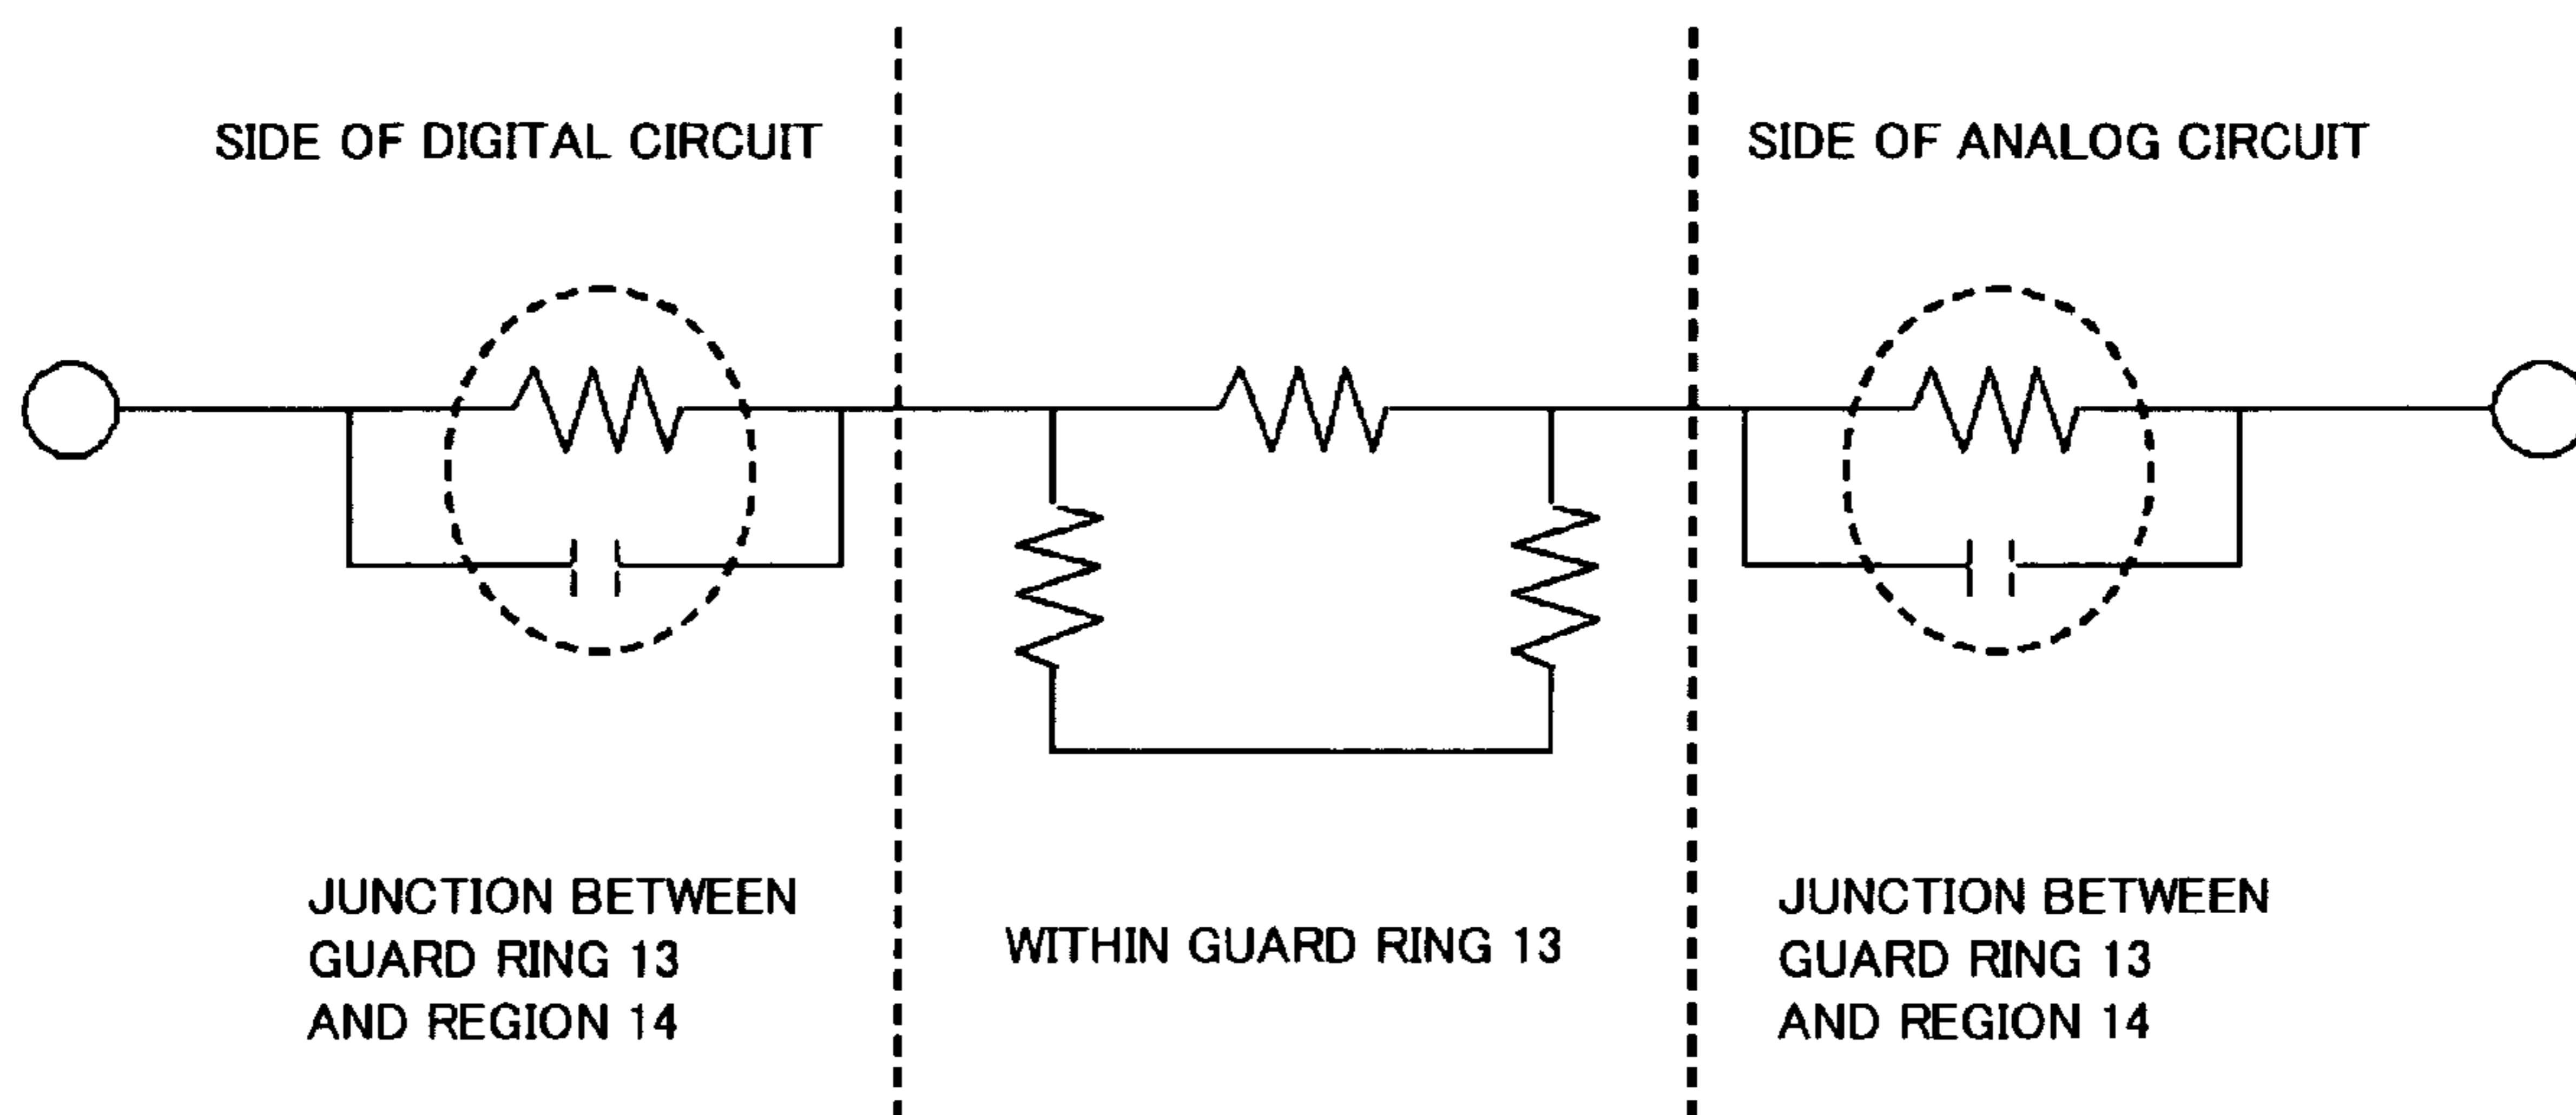 SIDE OF DIGITAL CIRCUIT
SIDE OF ANALOG CIRCUIT
JUNCTION BETWEEN
GUARD RING 13
AND REGION 14
WITHIN GUARD RING 13
JUNCTION BETWEEN
GUARD RING 13
AND REGION 14